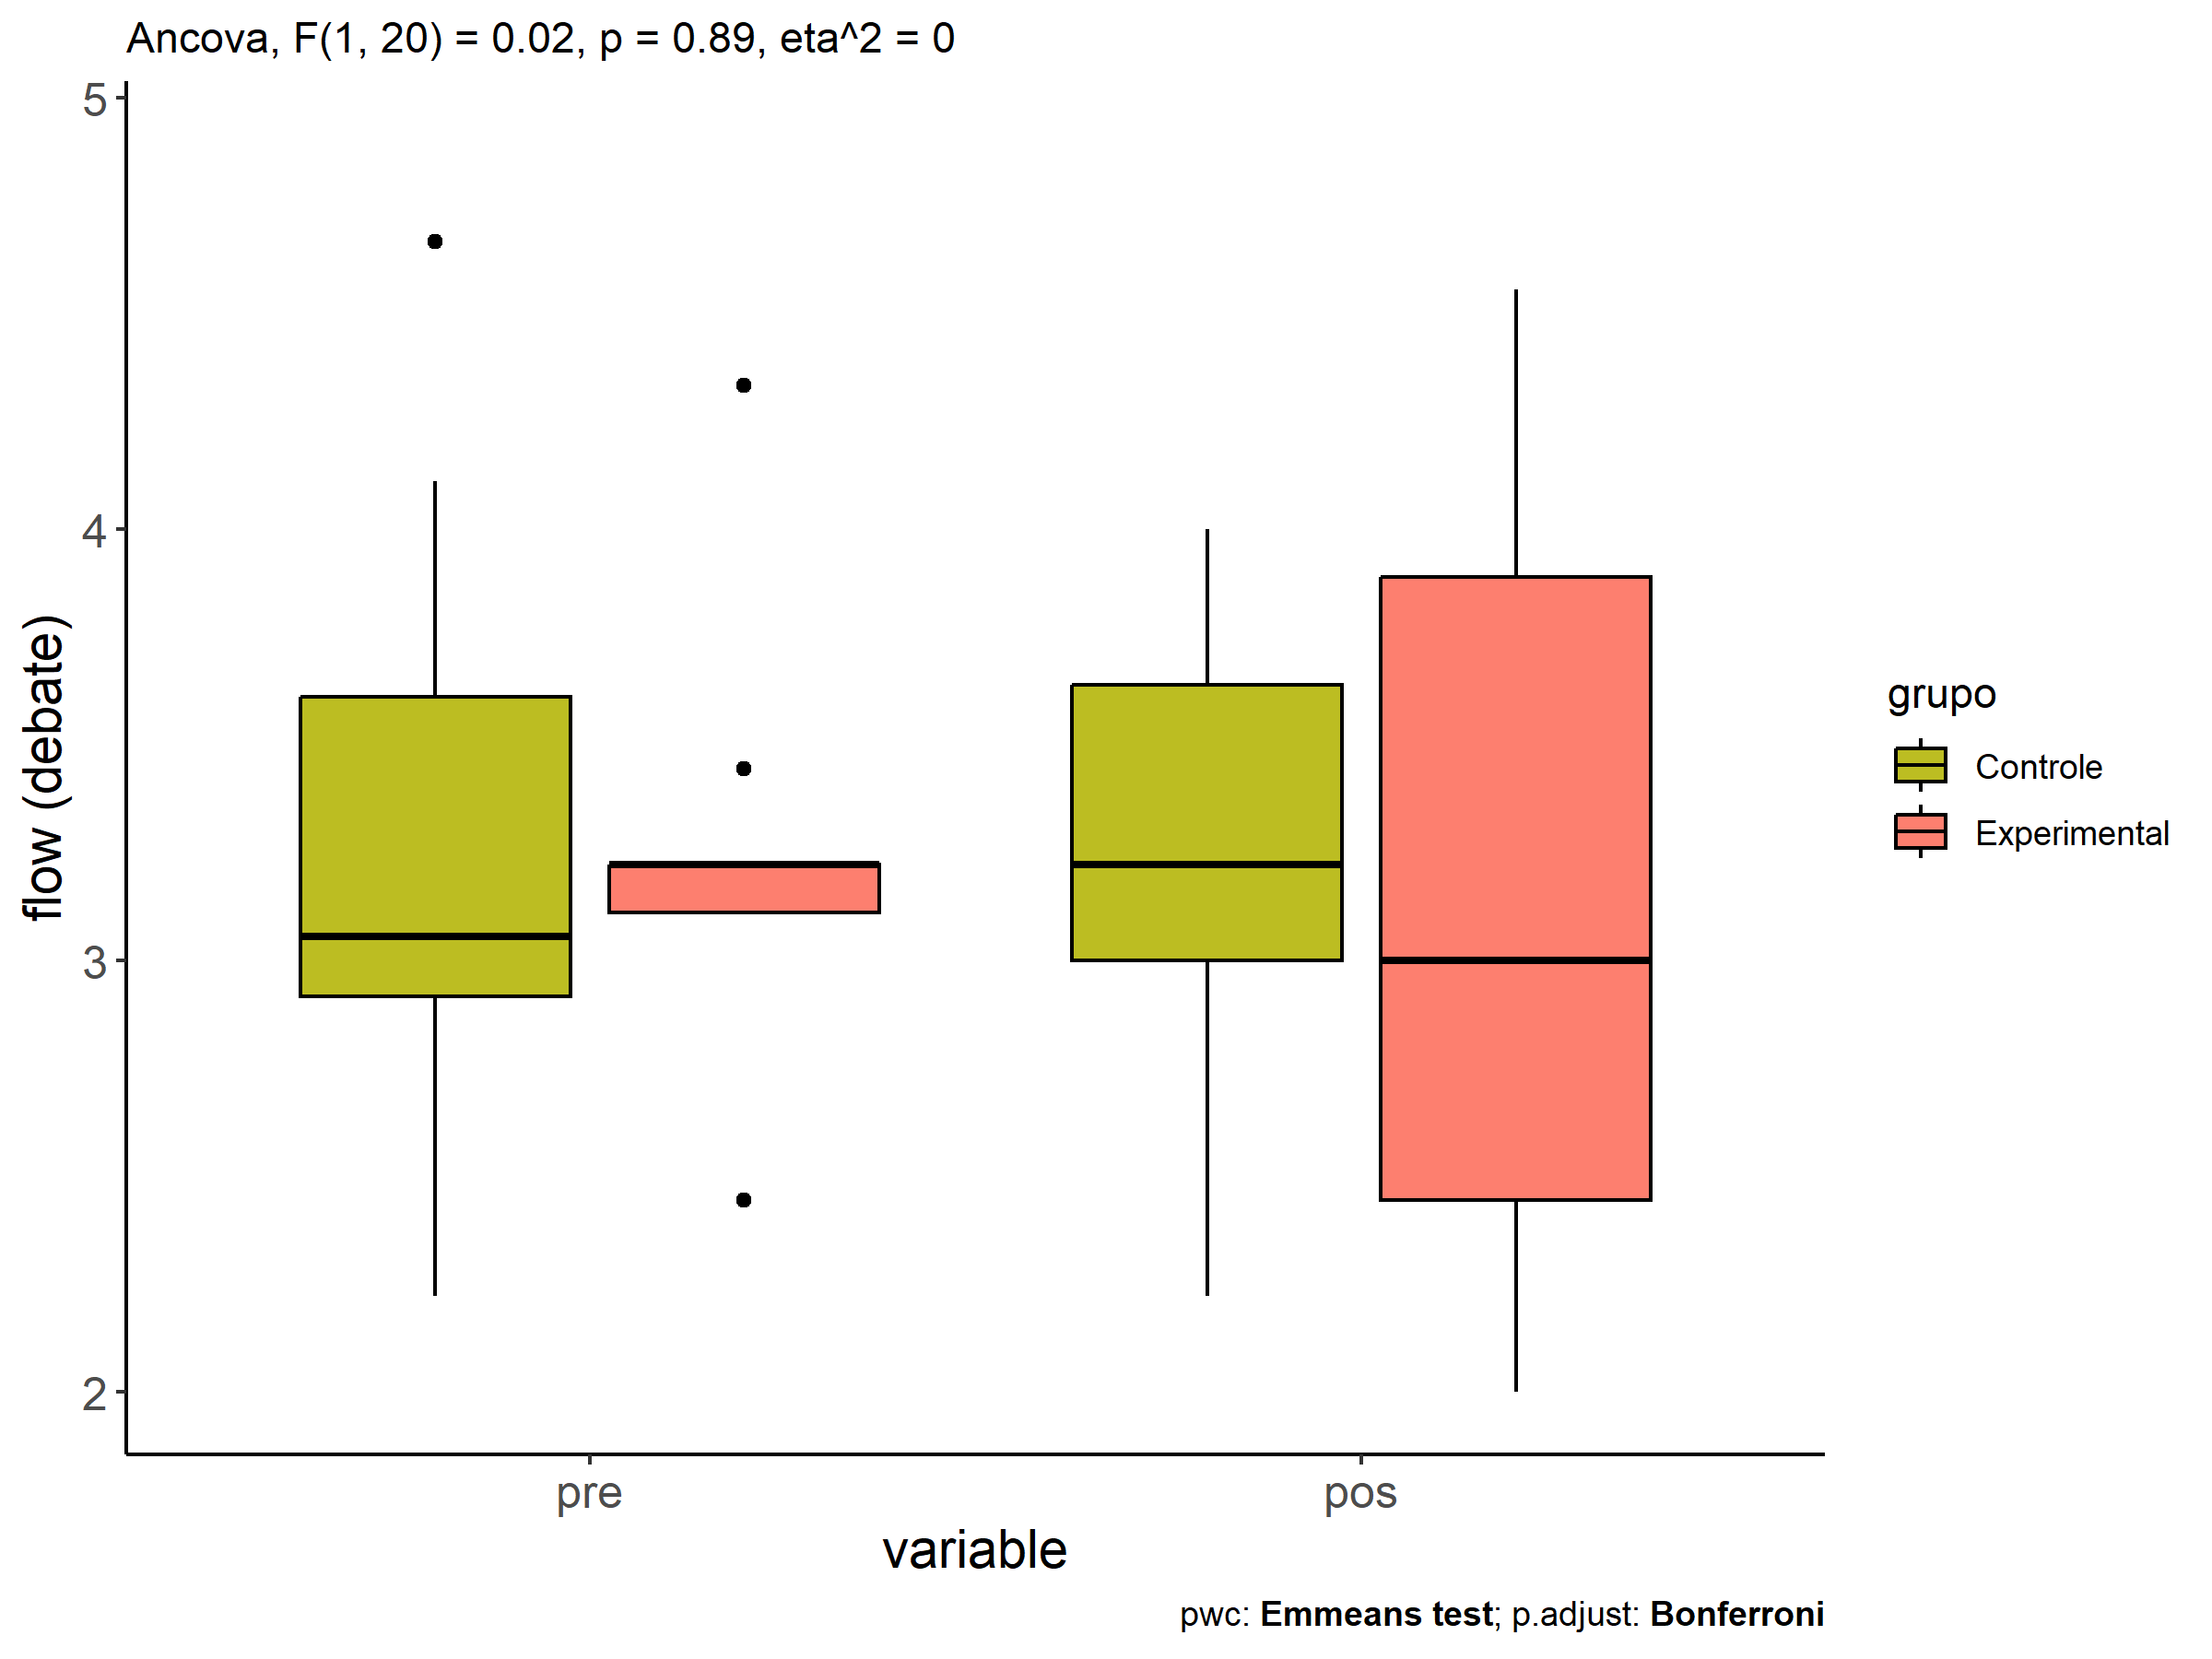 Ancova, F(1, 20) = 0.02, p = 0.89, eta^2 = 0
5
4
3
2
flow (debate)
pre
pos
variable
grupo
Controle
Experimental
pwc: Emmeans test; p.adjust: Bonferroni